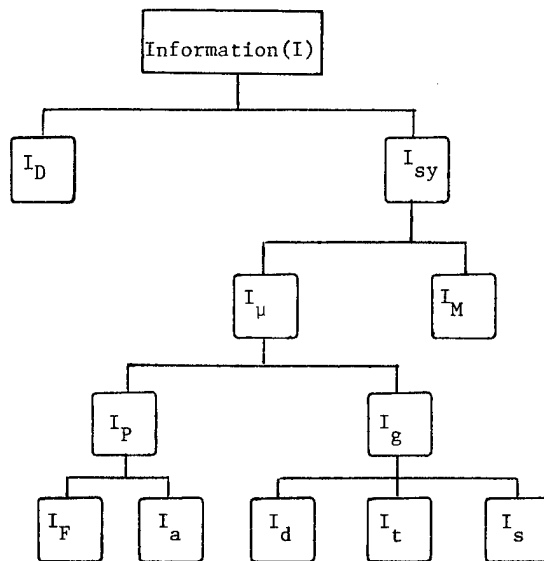 Information(I)
I_D I_sy
I_μ I_M
I_P I_g
I_F I_a I_d I_t I_s